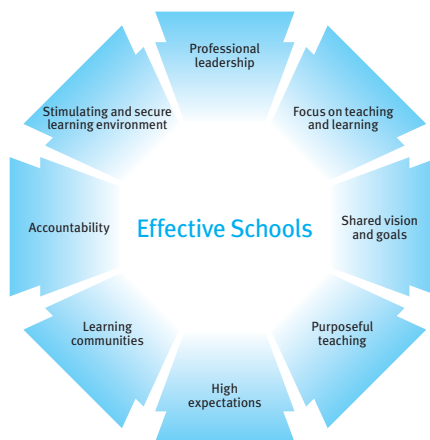 Professional
leadership
Stimulating and secure
learning environment
Focus on teaching
and learning
Accountability
Effective Schools
Shared vision
and goals
Learning
communities
Purposeful
teaching
High
expectations